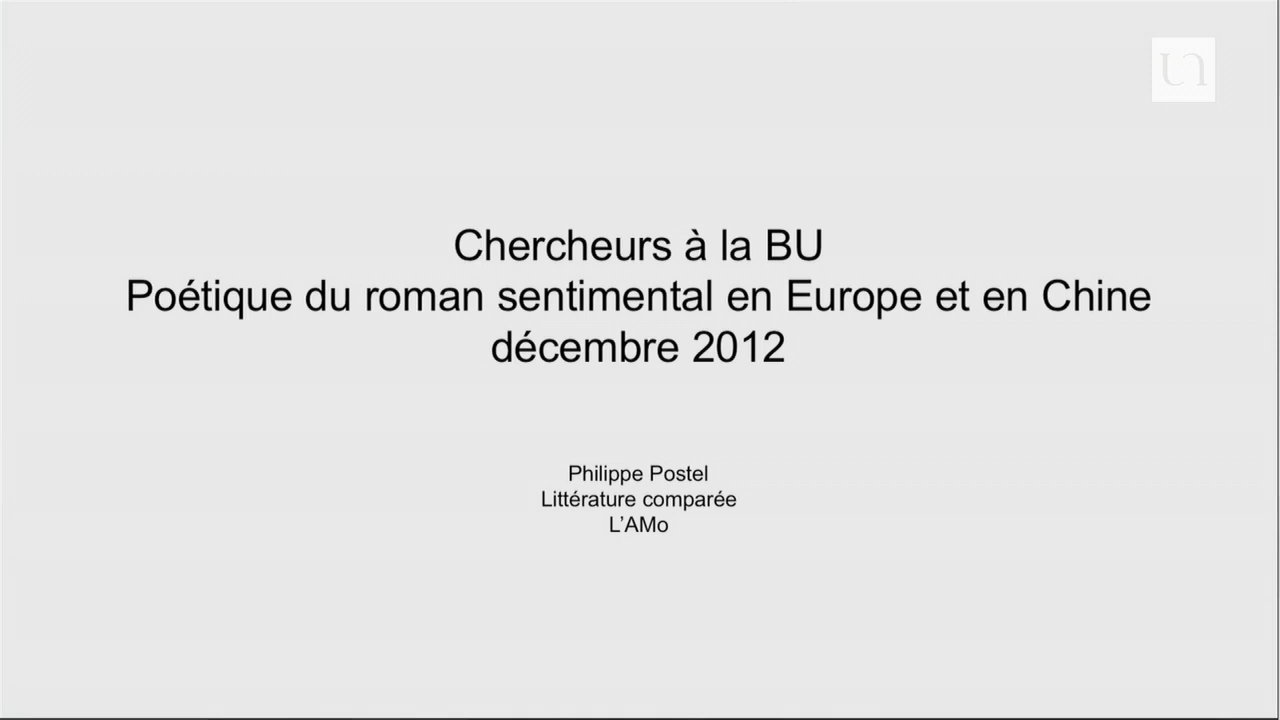 Chercheurs à la BU
Poétique du roman sentimental en Europe et en Chine
décembre 2012
Philippe Postel
Littérature comparée
L'AMo